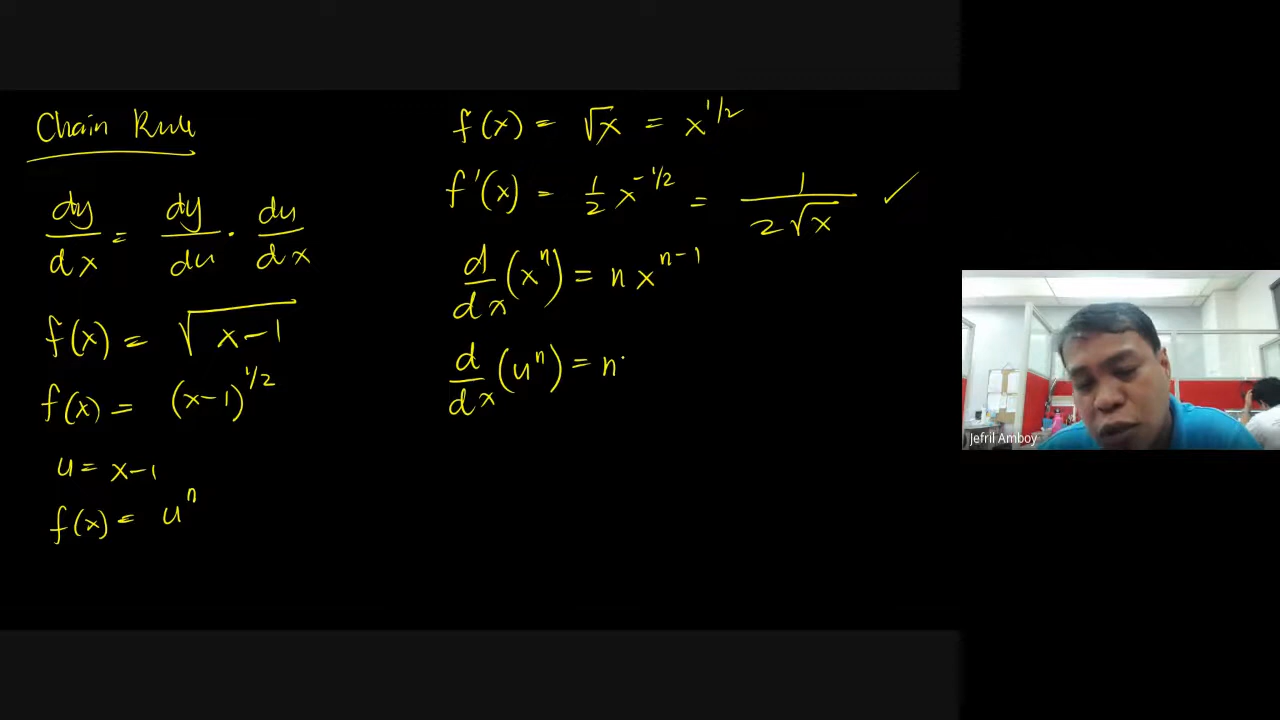 Chain Rule
dy/dx = dy/du · du/dx
f(x) = √(x-1)
f(x) = (x-1)^1/2
u = x-1
f(x) = u^n
f(x) = √x = x^1/2
f'(x) = 1/2 x^-1/2 = 1/(2√x) ✓
d/dx (x^n) = n x^n-1
d/dx (u^n) = n
Jefril Amboy